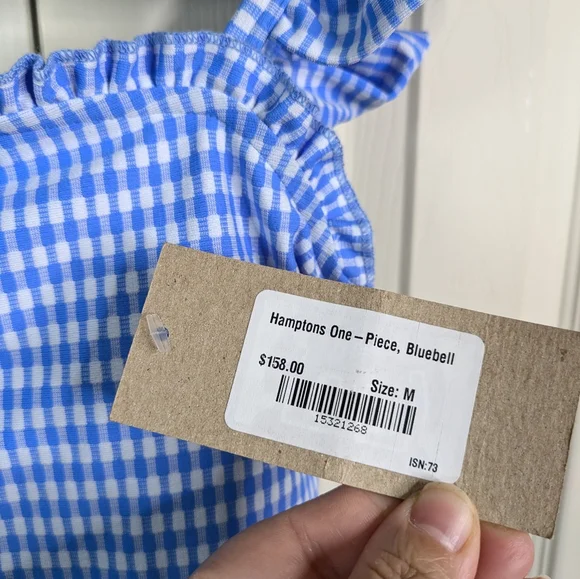 Hamptons One-Piece, Bluebell
$158.00
Size: M
15321268
ISN:73